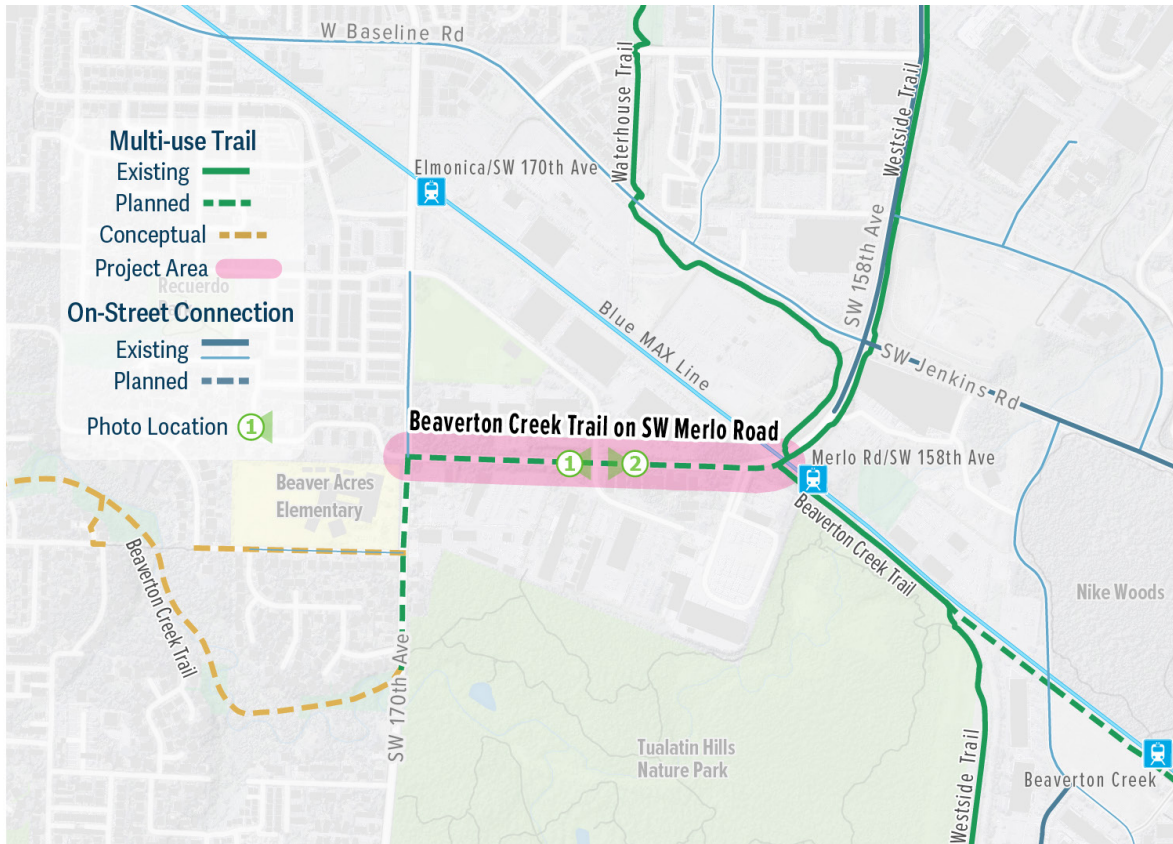 W Baseline Rd
Waterhouse Trail
Westside Trail
Multi-use Trail
Existing
Planned
Conceptual
Project Area
Recuerdo
On-Street Connection
Existing
Planned
Photo Location 1
Elmonica/SW 170th Ave
SW 158th Ave
Blue MAX Line
SW Jenkins Rd
Beaverton Creek Trail on SW Merlo Road
1
2
Merlo Rd/SW 158th Ave
Beaver Acres
Elementary
Beaverton Creek Trail
Beaverton Creek Trail
Nike Woods
SW 170th Ave
Tualatin Hills
Nature Park
Westside Trail
Beaverton Creek